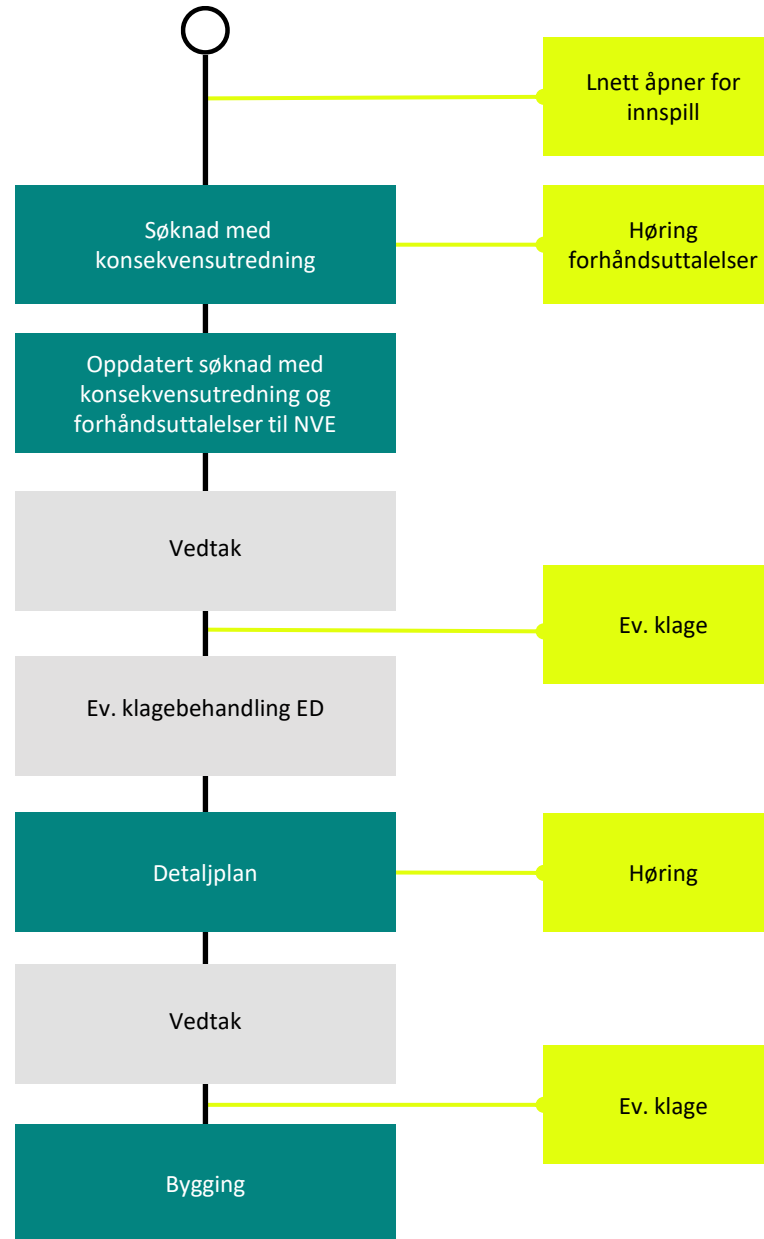 Lnett åpner for
innspill
Søknad med
konsekvensutredning
Høring
forhåndsuttalelser
Oppdatert søknad med
konsekvensutredning og
forhåndsuttalelser til NVE
Vedtak
Ev. klage
Ev. klagebehandling ED
Detaljplan
Høring
Vedtak
Ev. klage
Bygging